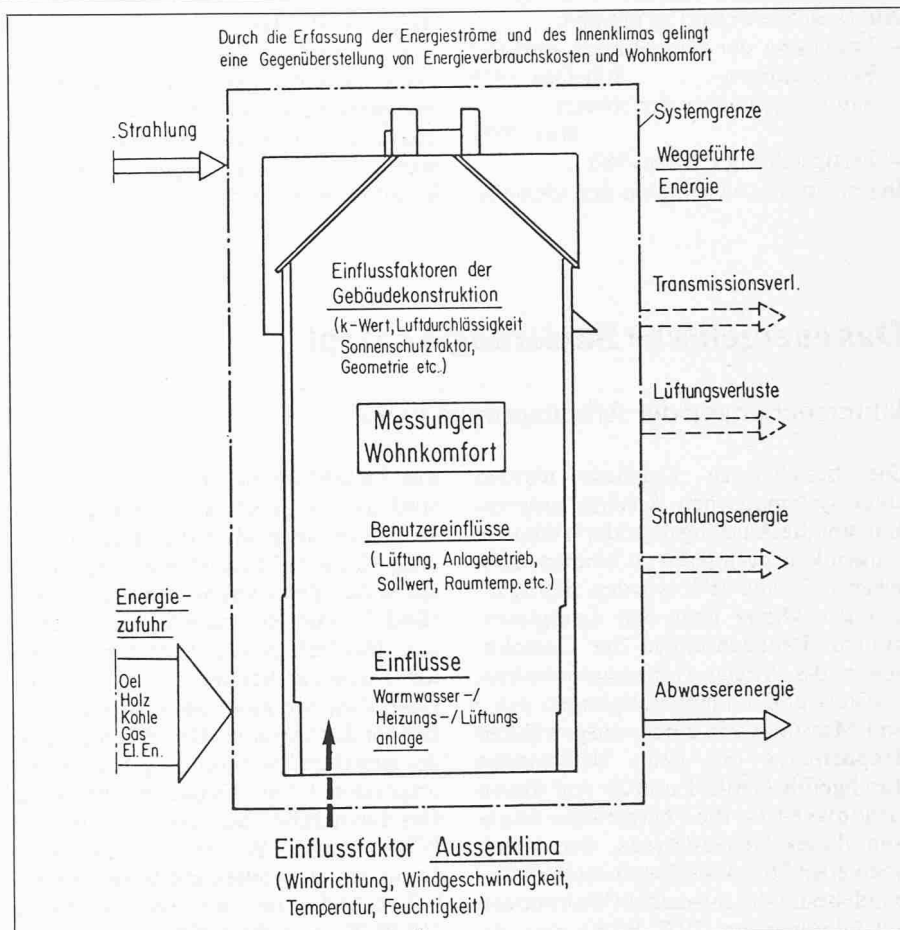 Durch die Erfassung der Energieströme und des Innenklimas gelingt
eine Gegenüberstellung von Energieverbrauchskosten und Wohnkomfort
Strahlung
Systemgrenze
Weggeführte
Energie
Einflussfaktoren der
Gebäudekonstruktion
(k-Wert, Luftdurchlässigkeit
Sonnenschutzfaktor,
Geometrie etc.)
Transmissionsverl.
Lüftungsverluste
Messungen
Wohnkomfort
Strahlungsenergie
Benutzereinflüsse
(Lüftung, Anlagebetrieb,
Sollwert, Raumtemp. etc.)
Energie-
zufuhr
Oel
Holz
Kohle
Gas
El. En.
Einflüsse
Warmwasser-/
Heizungs-/Lüftungs
anlage
Abwasserenergie
Einflussfaktor Aussenklima
(Windrichtung, Windgeschwindigkeit,
Temperatur, Feuchtigkeit)